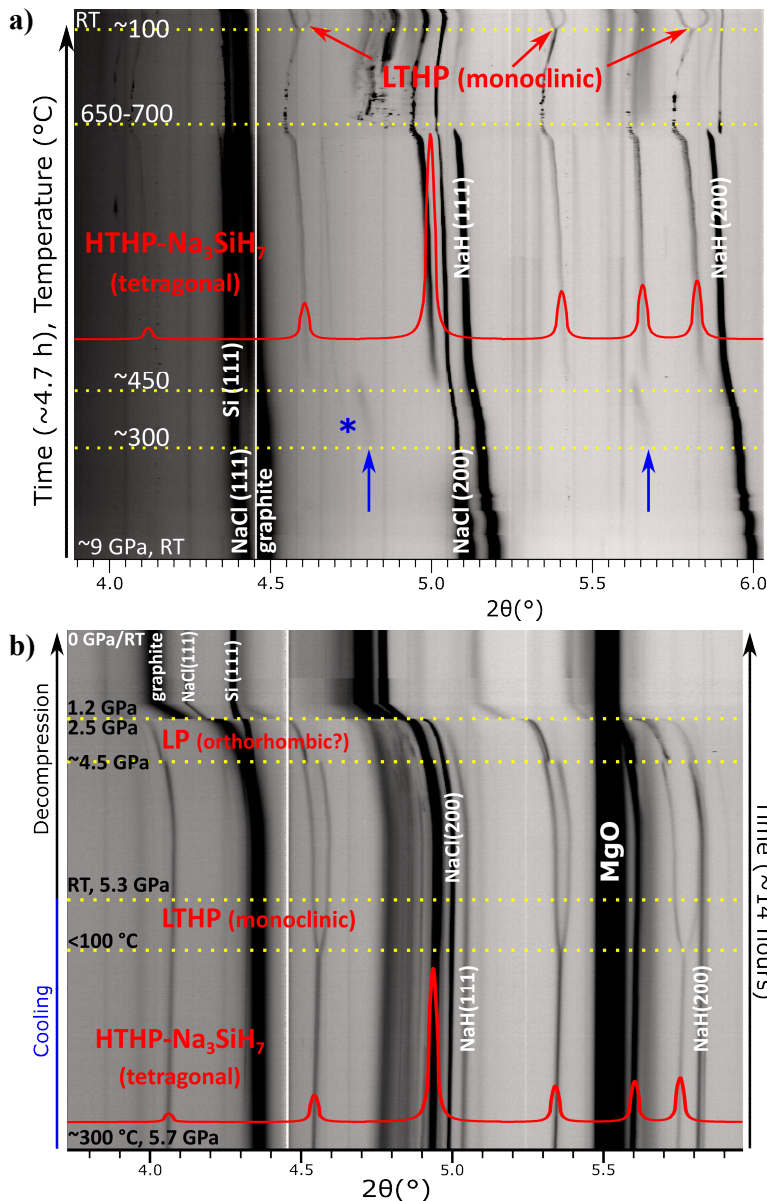 a)
RT
~100
LTHP (monoclinic)
650-700
NaH (111)
NaH (200)
HTHP-Na₃SiH₇
(tetragonal)
Si (111)
~450
*
~300
NaCl (111)
graphite
NaCl (200)
~9 GPa, RT
Time (~4.7 h), Temperature (°C)
4.0 4.5 5.0 5.5 6.0
2θ(°)
b)
0 GPa/RT
graphite
NaCl(111)
Si (111)
1.2 GPa
2.5 GPa
LP (orthorhombic?)
~4.5 GPa
Decompression
NaCl(200)
MgO
RT, 5.3 GPa
LTHP (monoclinic)
<100 °C
Time (~14 hours)
Cooling
NaH(111)
NaH(200)
HTHP-Na₃SiH₇
(tetragonal)
~300 °C, 5.7 GPa
4.0 4.5 5.0 5.5
2θ(°)